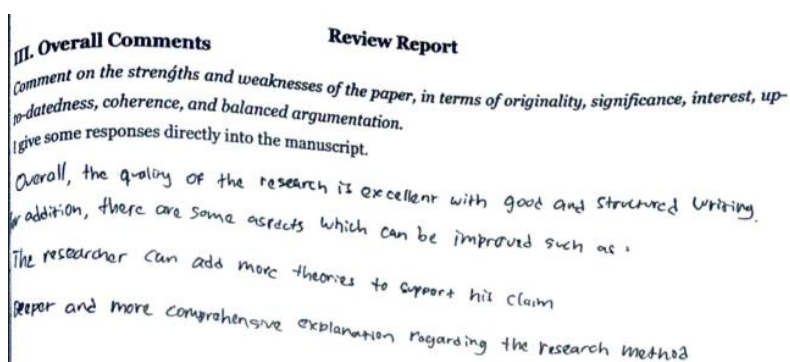 Review Report
III. Overall Comments
Comment on the strengths and weaknesses of the paper, in terms of originality, significance, interest, up-
to-datedness, coherence, and balanced argumentation.
I give some responses directly into the manuscript.
Overall, the quality of the research is excellent with good and structured writing.
In addition, there are some aspects which can be improved such as :
The researcher can add more theories to support his claim
Deeper and more comprehensive explanation regarding the research method